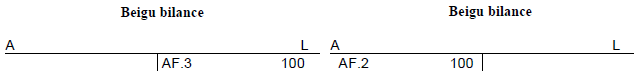 Beigu bilance Beigu bilance
A L A L
AF.3 100 AF.2 100